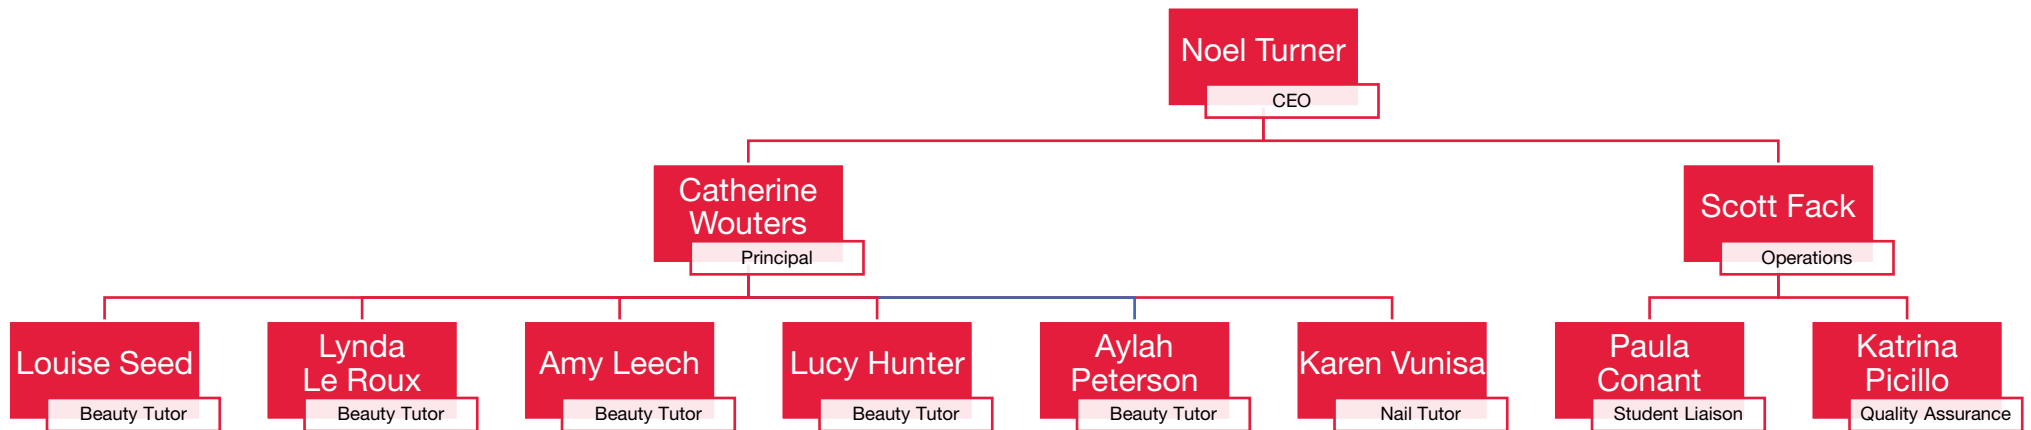 Noel Turner
CEO
Catherine
Wouters
Principal
Scott Fack
Operations
Louise Seed
Beauty Tutor
Lynda
Le Roux
Beauty Tutor
Amy Leech
Beauty Tutor
Lucy Hunter
Beauty Tutor
Aylah
Peterson
Beauty Tutor
Karen Vunisa
Nail Tutor
Paula
Conant
Student Liaison
Katrina
Picillo
Quality Assurance